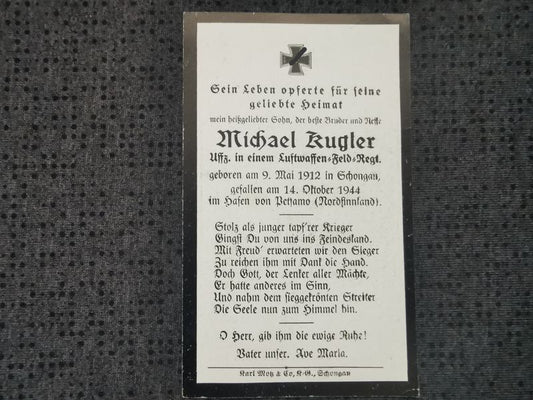 Sein Leben opferte für seine
geliebte Heimat
mein heißgeliebter Sohn, der beste Bruder und Neffe
Michael Kugler
Uffz. in einem Luftwaffen-Feld-Regt.
geboren am 9. Mai 1912 in Schongau,
gefallen am 14. Oktober 1944
im Hafen von Petsamo (Nordfinnland).
Stolz als junger tapf'rer Krieger
Gingst Du von uns ins Feindesland.
Mit Freud' erwarteten wir den Sieger
Zu reichen ihm mit Dank die Hand.
Doch Gott, der Lenker aller Mächte,
Er hatte anderes im Sinn,
Und nahm dem sieggekrönten Streiter
Die Seele nun zum Himmel hin.
O Herr, gib ihm die ewige Ruhe!
Vater unser. Ave Maria.
Karl Motz & Co, K.-G., Schongau